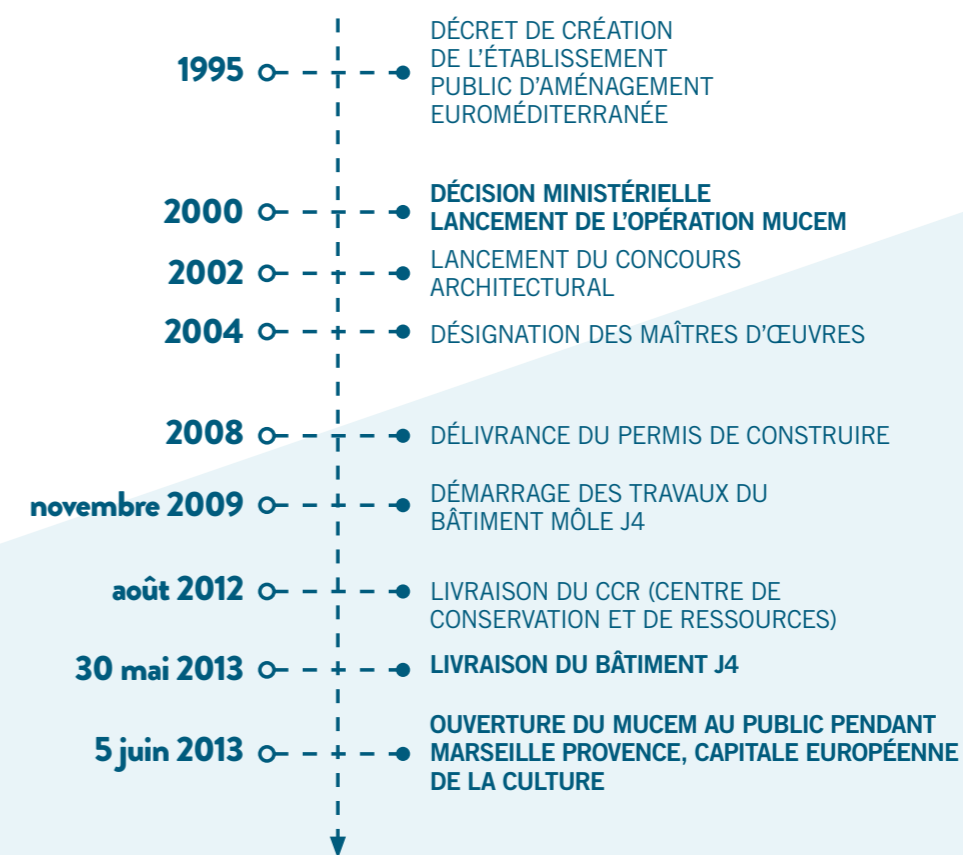 1995
DÉCRET DE CRÉATION
DE L'ÉTABLISSEMENT
PUBLIC D'AMÉNAGEMENT
EUROMÉDITERRANÉE
2000
DÉCISION MINISTÉRIELLE
LANCEMENT DE L'OPÉRATION MUCEM
2002
LANCEMENT DU CONCOURS
ARCHITECTURAL
2004
DÉSIGNATION DES MAÎTRES D'ŒUVRES
2008
DÉLIVRANCE DU PERMIS DE CONSTRUIRE
novembre 2009
DÉMARRAGE DES TRAVAUX DU
BÂTIMENT MÔLE J4
août 2012
LIVRAISON DU CCR (CENTRE DE
CONSERVATION ET DE RESSOURCES)
30 mai 2013
LIVRAISON DU BÂTIMENT J4
5 juin 2013
OUVERTURE DU MUCEM AU PUBLIC PENDANT
MARSEILLE PROVENCE, CAPITALE EUROPÉENNE
DE LA CULTURE